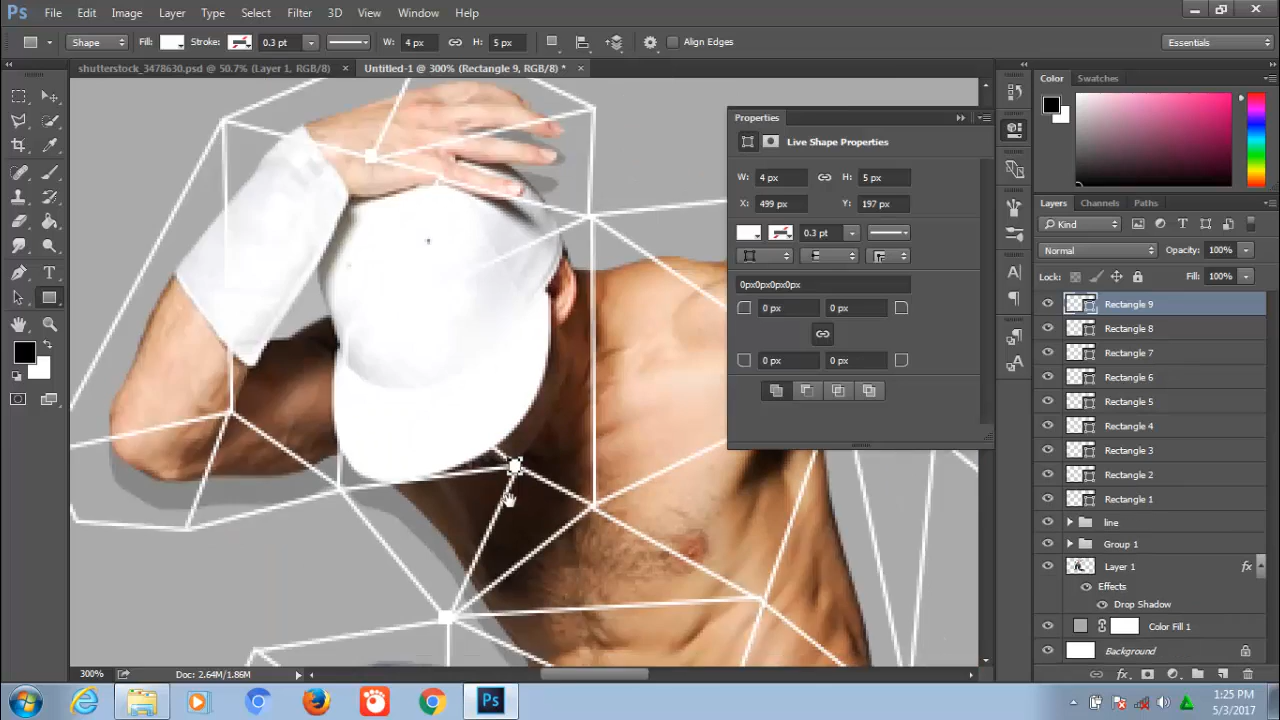 Ps File Edit Image Layer Type Select Filter 3D View Window Help
Shape Fill: Stroke: 0.3 pt W: 4 px H: 5 px Align Edges Essentials
shutterstock_3478630.psd @ 50.7% (Layer 1, RGB/8) × Untitled-1 @ 300% (Rectangle 9, RGB/8) * ×
Color Swatches
Properties
Live Shape Properties
W: 4 px H: 5 px
X: 499 px Y: 197 px
0.3 pt
0px0px0px0px
0 px 0 px
0 px 0 px
Layers Channels Paths
Kind
Normal Opacity: 100%
Lock: Fill: 100%
Rectangle 9
Rectangle 8
Rectangle 7
Rectangle 6
Rectangle 5
Rectangle 4
Rectangle 3
Rectangle 2
Rectangle 1
line
Group 1
Layer 1 fx
Effects
Drop Shadow
Color Fill 1
Background
300% Doc: 2.64M/1.86M
Ps
1:25 PM
5/3/2017